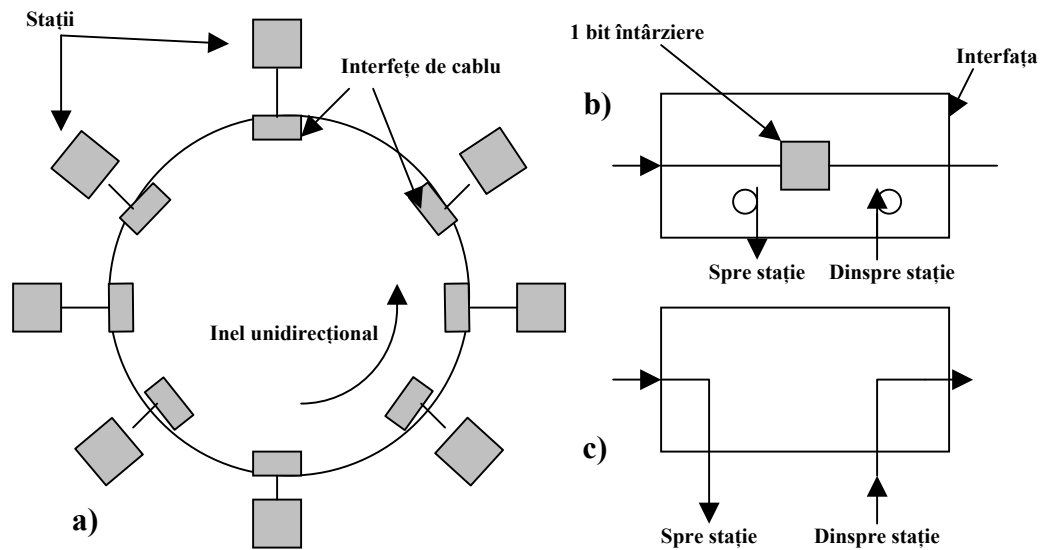 Stații
Interfețe de cablu
Inel unidirecțional
a)
1 bit întârziere
Interfața
b)
Spre stație
Dinspre stație
c)
Spre stație
Dinspre stație